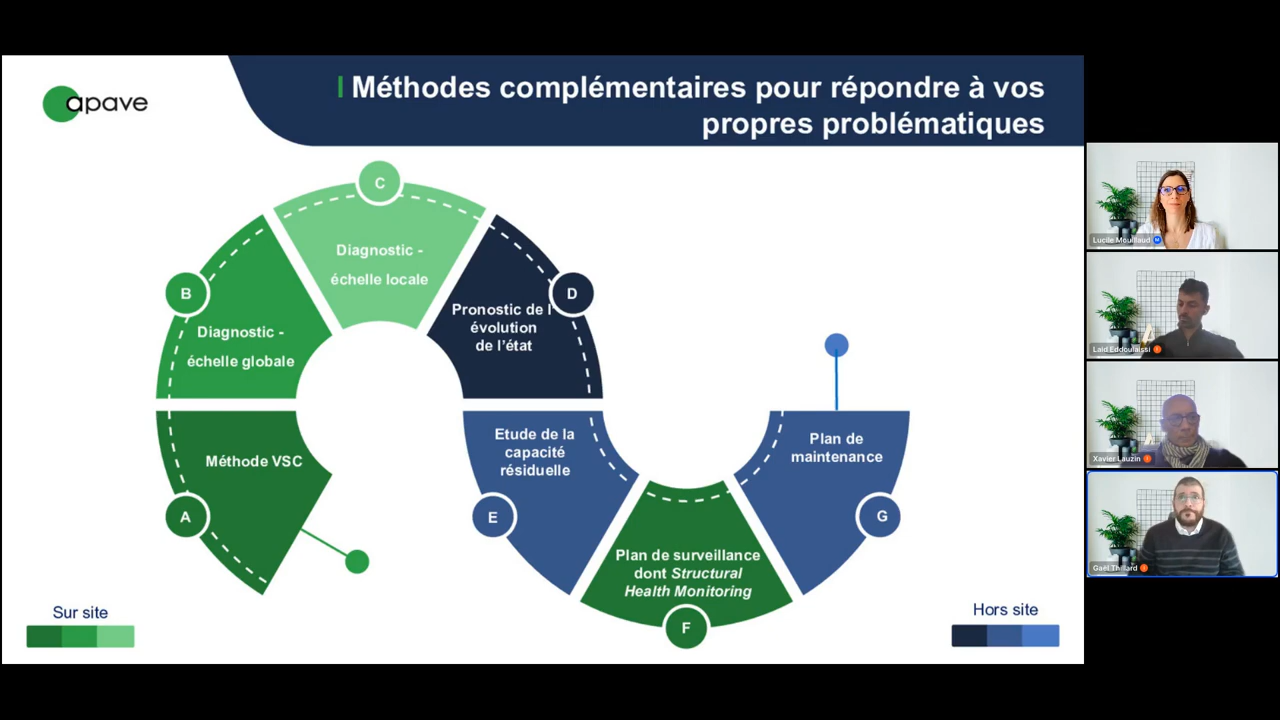 apave
| Méthodes complémentaires pour répondre à vos
propres problématiques
C
Diagnostic -
échelle locale
B
Diagnostic -
échelle globale
D
Pronostic de l'
évolution
de l'état
Méthode VSC
A
Etude de la
capacité
résiduelle
E
Plan de surveillance
dont Structural
Health Monitoring
F
Plan de
maintenance
G
Sur site
Hors site
Lucile Mouillaud
M
Laid Eddoulaissi
Xavier Lauzin
Gaël Thillard